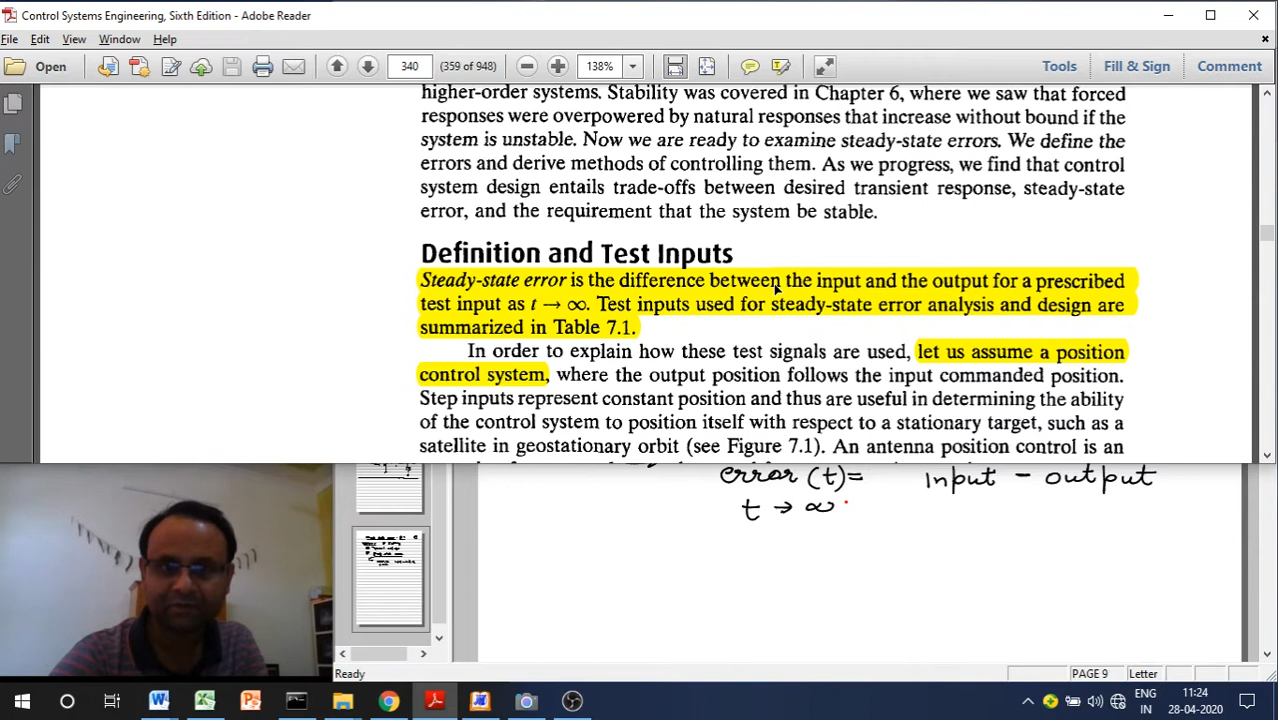 Control Systems Engineering, Sixth Edition - Adobe Reader
File Edit View Window Help
Open 340 (359 of 948) 138% Tools Fill & Sign Comment
higher-order systems. Stability was covered in Chapter 6, where we saw that forced
responses were overpowered by natural responses that increase without bound if the
system is unstable. Now we are ready to examine steady-state errors. We define the
errors and derive methods of controlling them. As we progress, we find that control
system design entails trade-offs between desired transient response, steady-state
error, and the requirement that the system be stable.
Definition and Test Inputs
Steady-state error is the difference between the input and the output for a prescribed
test input as t → ∞. Test inputs used for steady-state error analysis and design are
summarized in Table 7.1.
In order to explain how these test signals are used, let us assume a position
control system, where the output position follows the input commanded position.
Step inputs represent constant position and thus are useful in determining the ability
of the control system to position itself with respect to a stationary target, such as a
satellite in geostationary orbit (see Figure 7.1). An antenna position control is an
error (t) = input - output
t → ∞
Ready PAGE 9 Letter
ENG 11:24
IN 28-04-2020